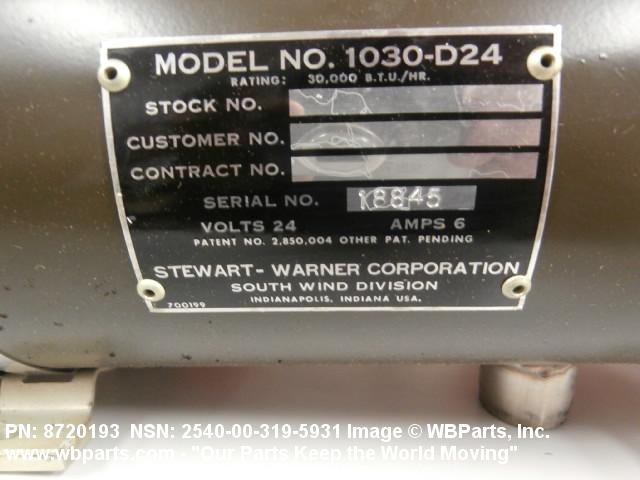 MODEL NO. 1030-D24
RATING: 30,000 B.T.U./HR.
STOCK NO.
CUSTOMER NO.
CONTRACT NO.
SERIAL NO. K8845
VOLTS 24 AMPS 6
PATENT NO. 2,850,004 OTHER PAT. PENDING
STEWART-WARNER CORPORATION
SOUTH WIND DIVISION
INDIANAPOLIS, INDIANA USA.
700199
PN: 8720193 NSN: 2540-00-319-5931 Image © WBParts, Inc.
www.wbparts.com - "Our Parts Keep the World Moving"